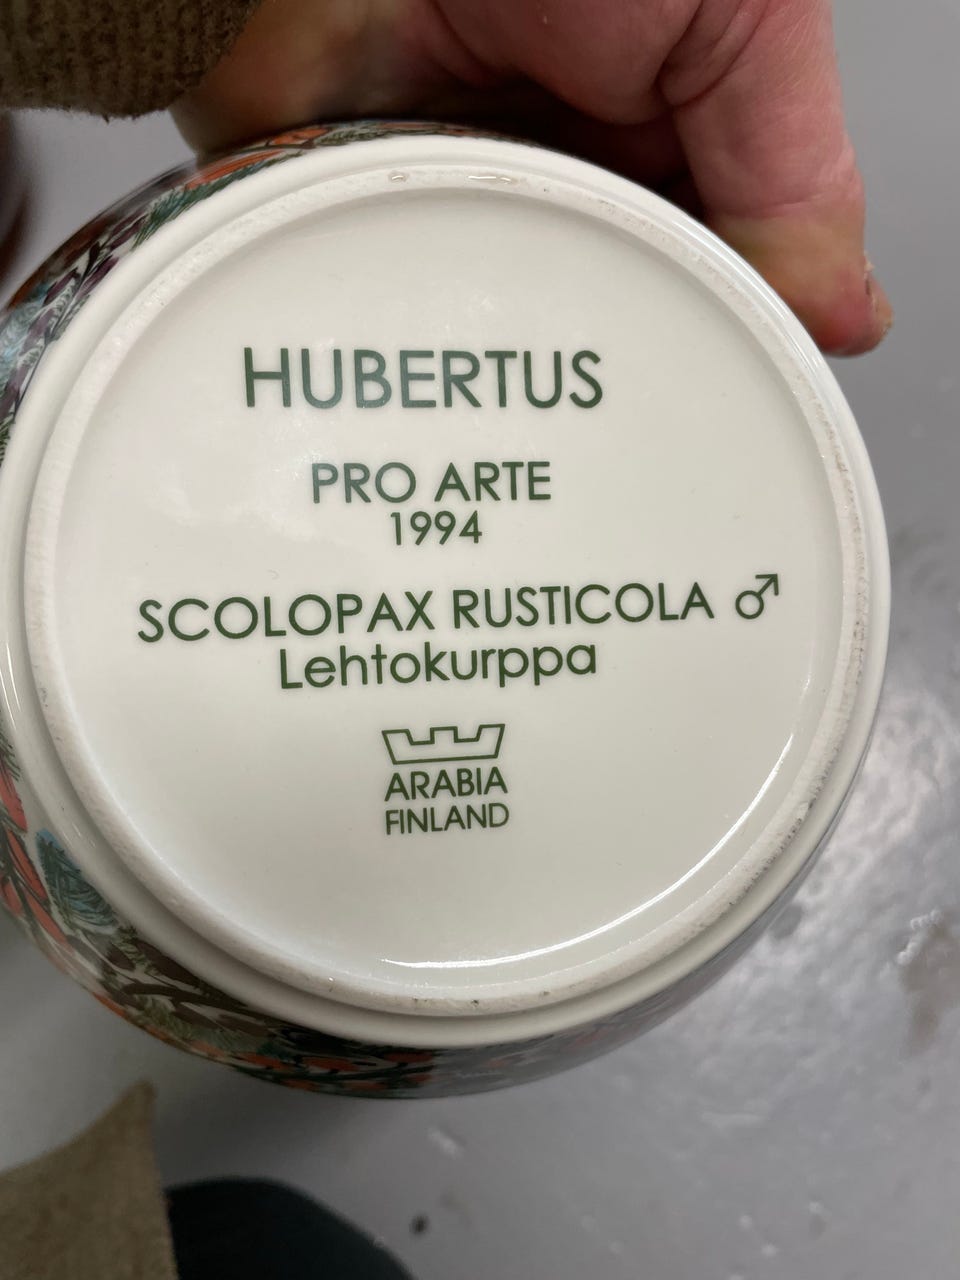 HUBERTUS
PRO ARTE
1994
SCOLOPAX RUSTICOLA ♂
Lehtokurppa
ARABIA
FINLAND